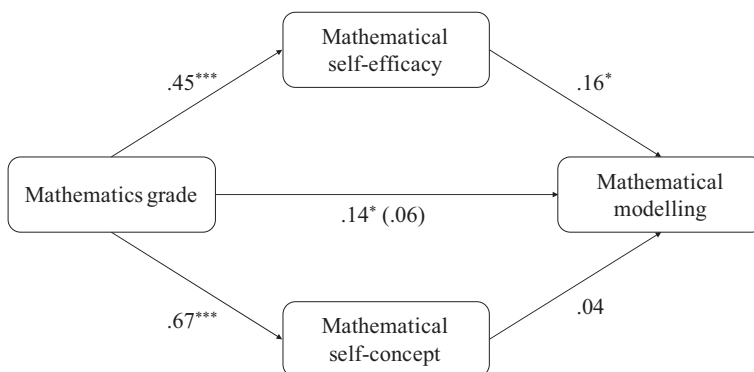 Mathematical
self-efficacy
.45***
.16*
Mathematics grade
.14* (.06)
Mathematical
modelling
.67***
.04
Mathematical
self-concept